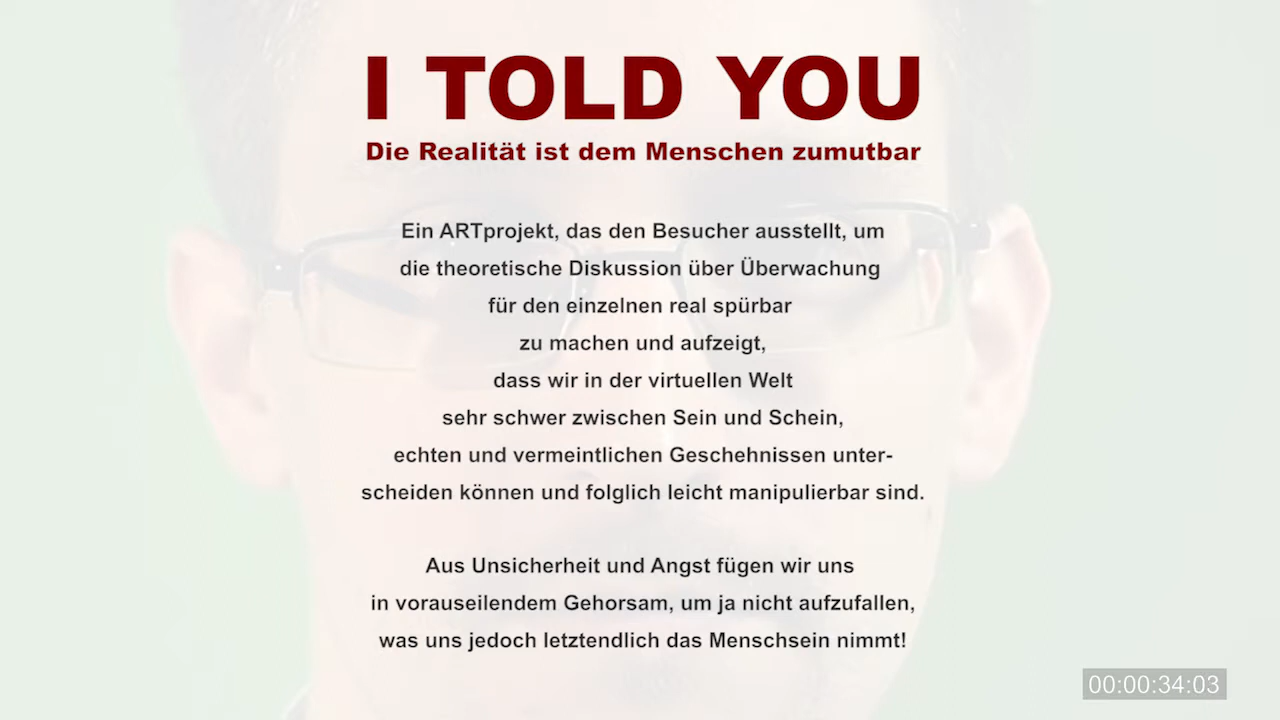 I TOLD YOU
Die Realität ist dem Menschen zumutbar
Ein ARTprojekt, das den Besucher ausstellt, um
die theoretische Diskussion über Überwachung
für den einzelnen real spürbar
zu machen und aufzeigt,
dass wir in der virtuellen Welt
sehr schwer zwischen Sein und Schein,
echten und vermeintlichen Geschehnissen unter-
scheiden können und folglich leicht manipulierbar sind.
Aus Unsicherheit und Angst fügen wir uns
in vorauseilendem Gehorsam, um ja nicht aufzufallen,
was uns jedoch letztendlich das Menschsein nimmt!
00:00:34:03